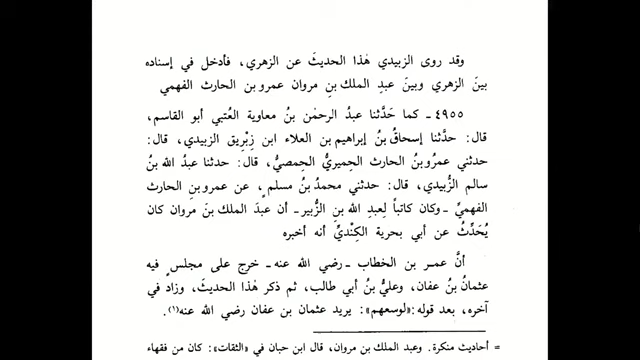 وقد روى الزبيدي هٰذا الحديثَ عن الزهري، فأدخل في إسناده
بينَ الزهري وبينَ عبدِ الملك بنِ مروان عمرو بن الحارث الفهمي
٤٩٥٥ ـ كما حَدَّثنا عبدُ الرحمٰن بنُ معاوية العُتبي أبو القاسم،
قال: حدَّثنا إسحاقُ بنُ إبراهيم بنِ العلاء ابن زِبْريق الزبيدي، قال:
حدثني عمرُو بنُ الحارث الحِميريُّ الحِمصيُّ، قال: حدثنا عبدُ الله بنُ
سالم الزُّبيدي، قال: حدثني محمدُ بنُ مسلم، عن عمرو بنِ الحارث
الفهميِّ ـ وكان كاتباً لِعبدِ الله بنِ الزُّبير ـ أن عبدَ الملك بنَ مروان كان
يُحَدِّثُ عن أبي بحرية الكِنْديِّ أنه أخبره
أنَّ عمر بن الخطاب ـ رضي الله عنه ـ خرج على مجلسٍ فيه
عثمانُ بنُ عفان، وعليُّ بنُ أبي طالب، ثم ذكر هٰذا الحديثَ، وزاد في
آخره، بعد قوله: «لوسعهم»: يريد عثمان بن عفان رضي الله عنه(١).
= أحاديث منكرة. وعبد الملك بن مروان، قال ابن حبان في «الثقات»: كان من فقهاء